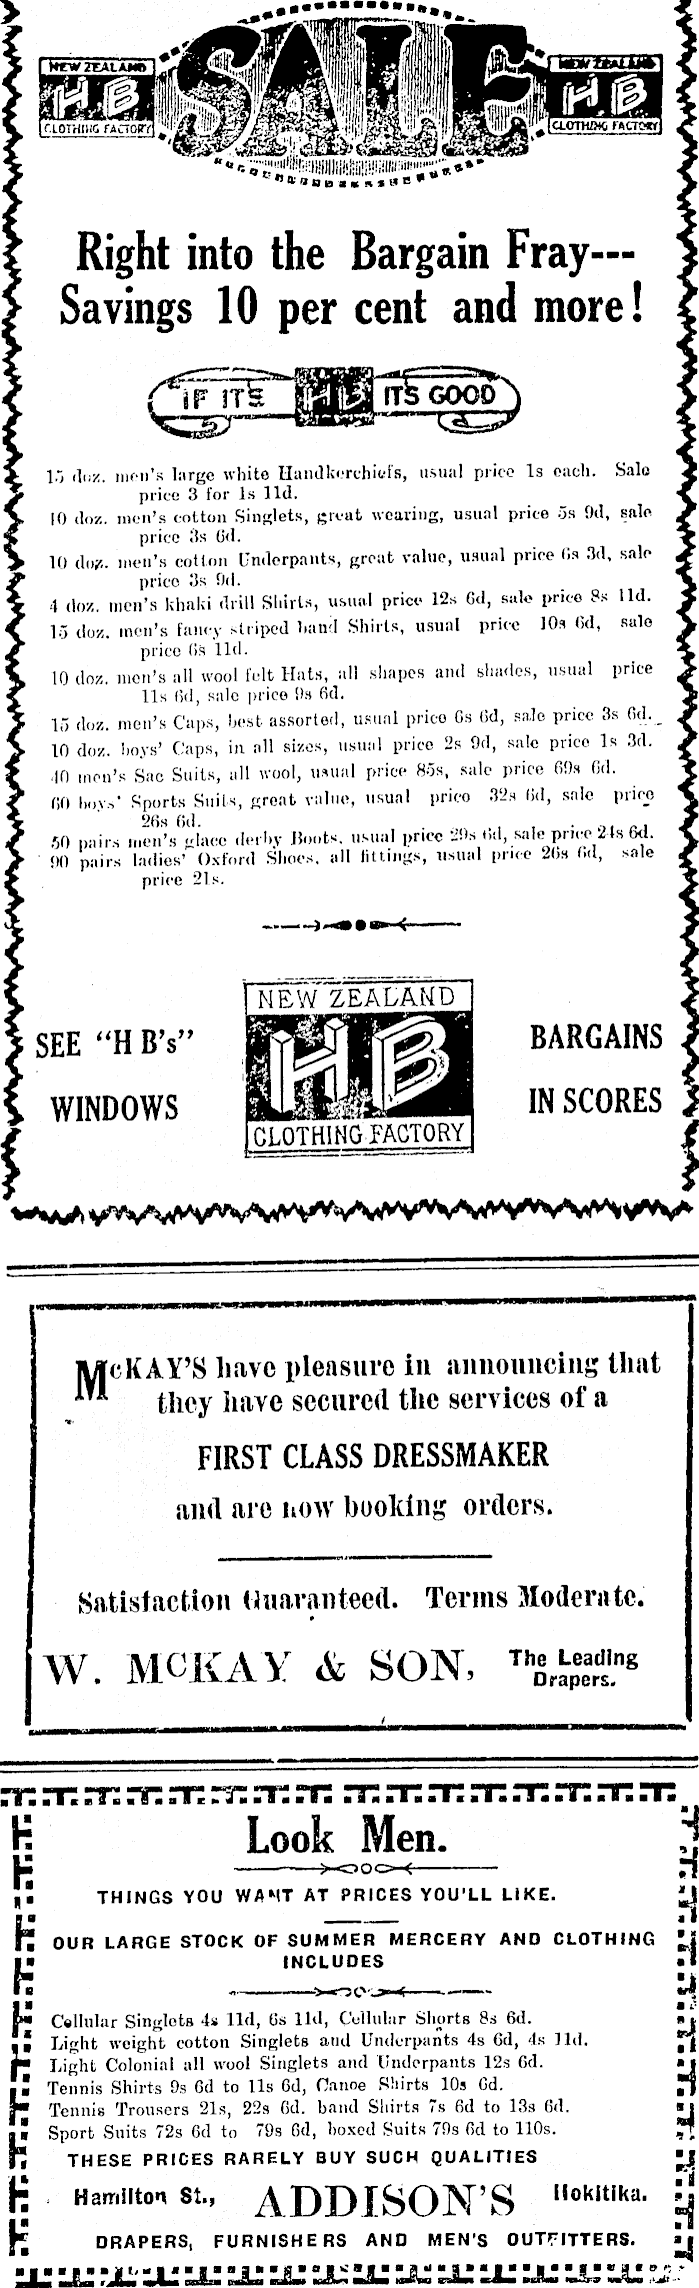 NEW ZEALAND
HB
CLOTHING FACTORY
SALE
NEW ZEALAND
HB
CLOTHING FACTORY
Right into the Bargain Fray---
Savings 10 per cent and more!
IF ITS HB ITS GOOD
15 doz. men's large white Handkerchiefs, usual price 1s each. Sale
price 3 for 1s 11d.
10 doz. men's cotton Singlets, great wearing, usual price 5s 9d, sale
price 3s 6d.
10 doz. men's cotton Underpants, great value, usual price 6s 3d, sale
price 3s 9d.
4 doz. men's khaki drill Shirts, usual price 12s 6d, sale price 8s 11d.
15 doz. men's fancy striped band Shirts, usual price 10s 6d, sale
price 6s 11d.
10 doz. men's all wool felt Hats, all shapes and shades, usual price
11s 6d, sale price 9s 6d.
15 doz. men's Caps, best assorted, usual price 6s 6d, sale price 3s 6d.
10 doz. boys' Caps, in all sizes, usual price 2s 9d, sale price 1s 3d.
40 men's Sac Suits, all wool, usual price 85s, sale price 69s 6d.
60 boys' Sports Suits, great value, usual price 32s 6d, sale price
26s 6d.
50 pairs men's glace derby Boots, usual price 29s 6d, sale price 24s 6d.
90 pairs ladies' Oxford Shoes, all fittings, usual price 26s 6d, sale
price 21s.
SEE "H B's"
WINDOWS
NEW ZEALAND
HB
CLOTHING FACTORY
BARGAINS
IN SCORES
McKAY'S have pleasure in announcing that
they have secured the services of a
FIRST CLASS DRESSMAKER
and are now booking orders.
Satisfaction Guaranteed. Terms Moderate.
W. McKAY & SON, The Leading
Drapers.
Look Men.
THINGS YOU WANT AT PRICES YOU'LL LIKE.
OUR LARGE STOCK OF SUMMER MERCERY AND CLOTHING
INCLUDES
Cellular Singlets 4s 11d, 6s 11d, Cellular Shorts 8s 6d.
Light weight cotton Singlets and Underpants 4s 6d, 4s 11d.
Light Colonial all wool Singlets and Underpants 12s 6d.
Tennis Shirts 9s 6d to 11s 6d, Canoe Shirts 10s 6d.
Tennis Trousers 21s, 22s 6d. band Shirts 7s 6d to 13s 6d.
Sport Suits 72s 6d to 79s 6d, boxed Suits 79s 6d to 110s.
THESE PRICES RARELY BUY SUCH QUALITIES
Hamilton St., ADDISON'S Hokitika.
DRAPERS, FURNISHERS AND MEN'S OUTFITTERS.